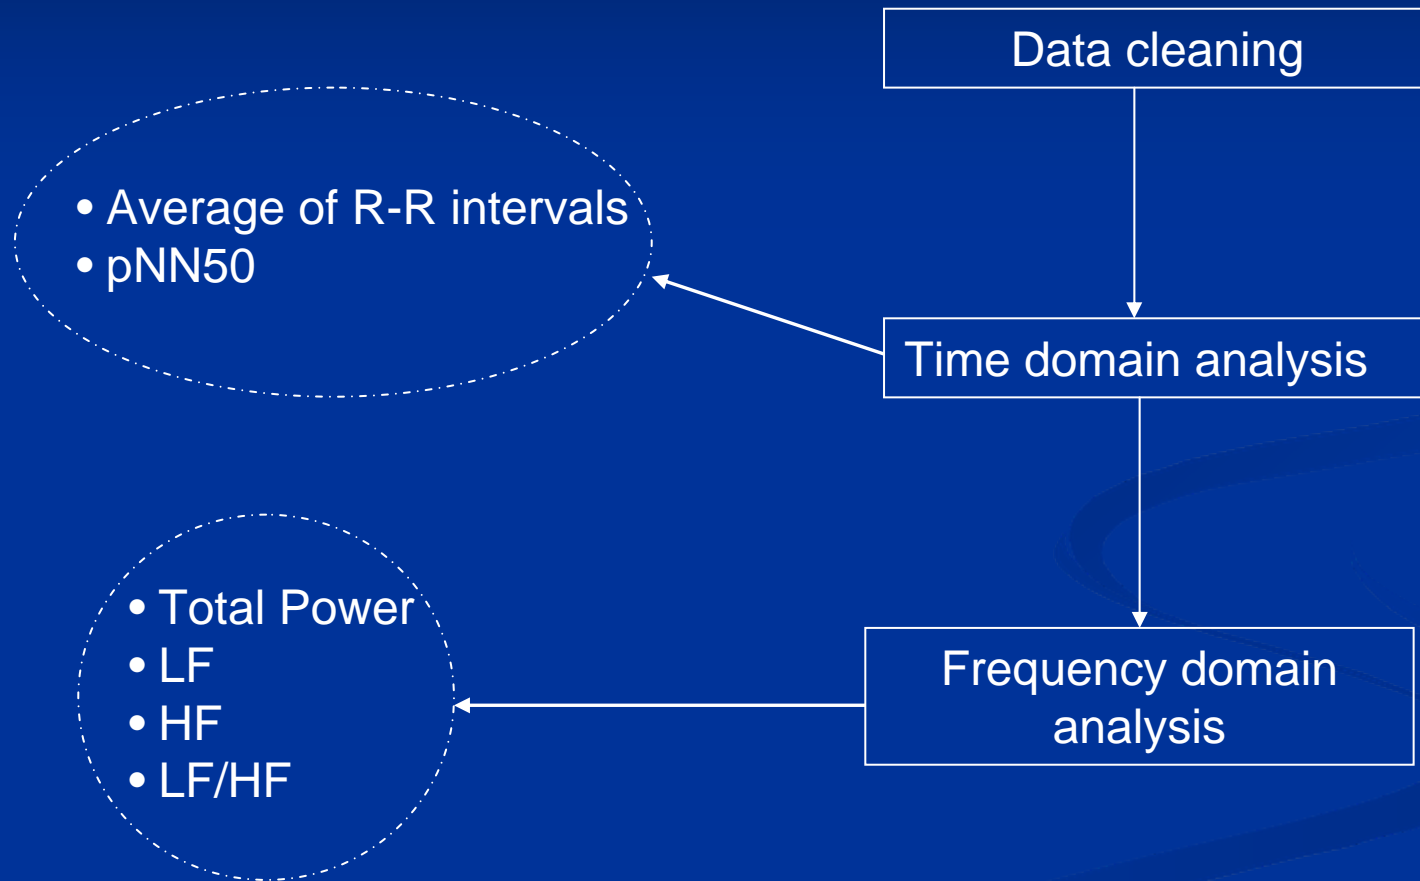 Data cleaning
• Average of R-R intervals
• pNN50
Time domain analysis
• Total Power
• LF
• HF
• LF/HF
Frequency domain
analysis